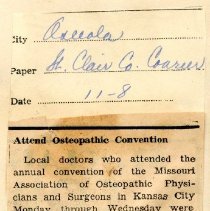 City Osceola
Paper St. Clair Co. Courier
Date 11-8
Attend Osteopathic Convention
Local doctors who attended the
annual convention of the Missouri
Association of Osteopathic Physi-
cians and Surgeons in Kansas City
Monday through Wednesday were